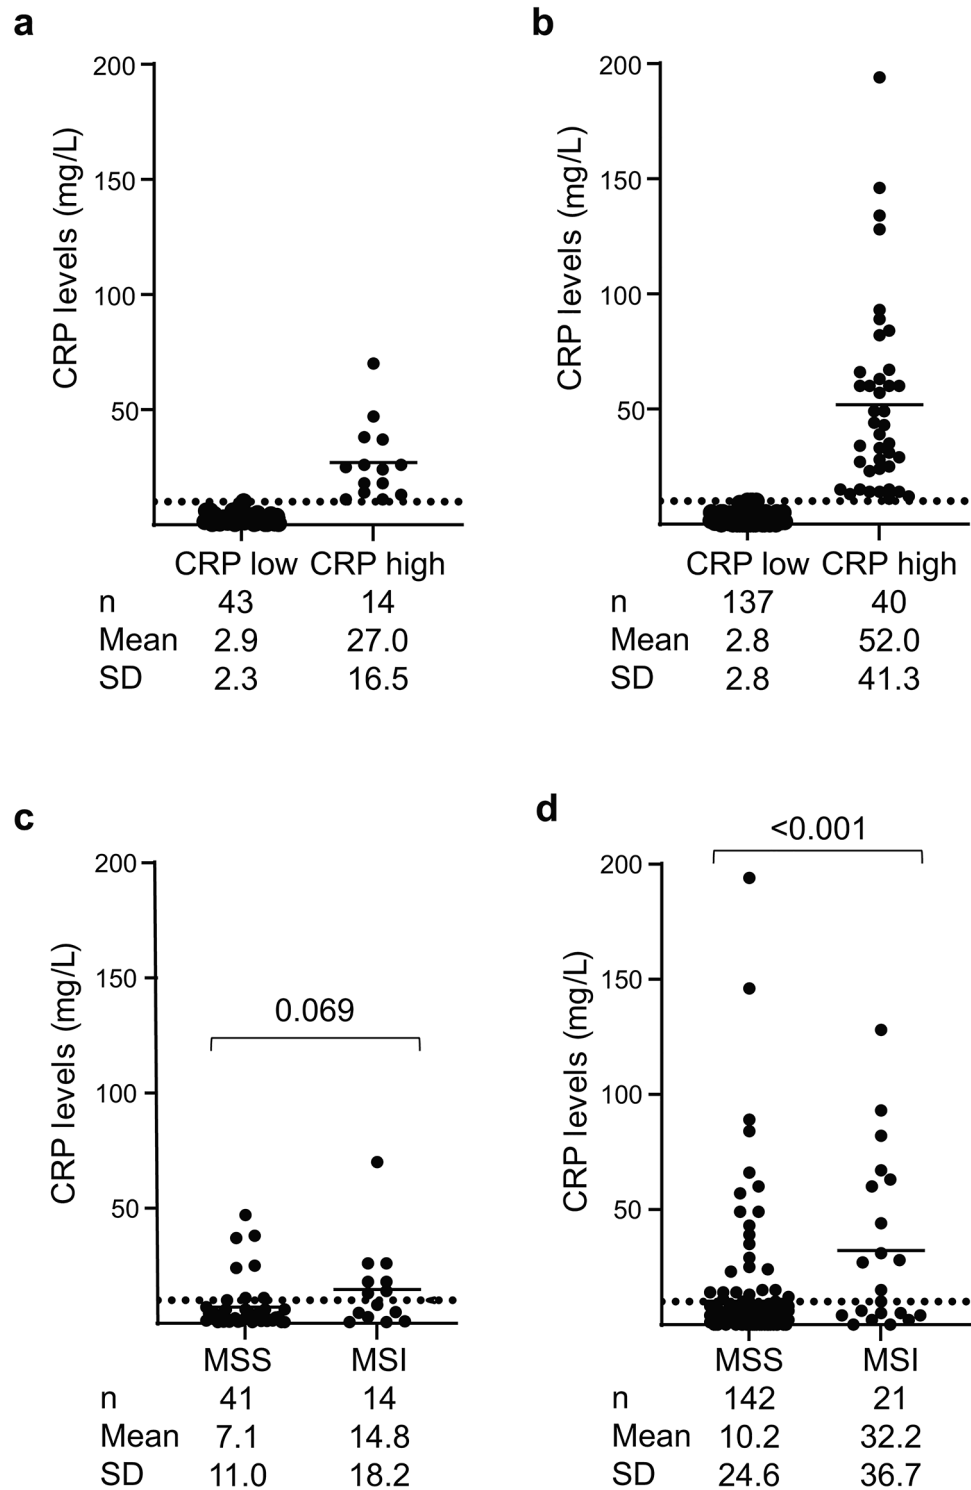 a
200
150
100
50
CRP levels (mg/L)
CRP low CRP high
n 43 14
Mean 2.9 27.0
SD 2.3 16.5
b
200
150
100
50
CRP levels (mg/L)
CRP low CRP high
n 137 40
Mean 2.8 52.0
SD 2.8 41.3
c
200
150
100
50
CRP levels (mg/L)
0.069
MSS MSI
n 41 14
Mean 7.1 14.8
SD 11.0 18.2
d
<0.001
200
150
100
50
CRP levels (mg/L)
MSS MSI
n 142 21
Mean 10.2 32.2
SD 24.6 36.7